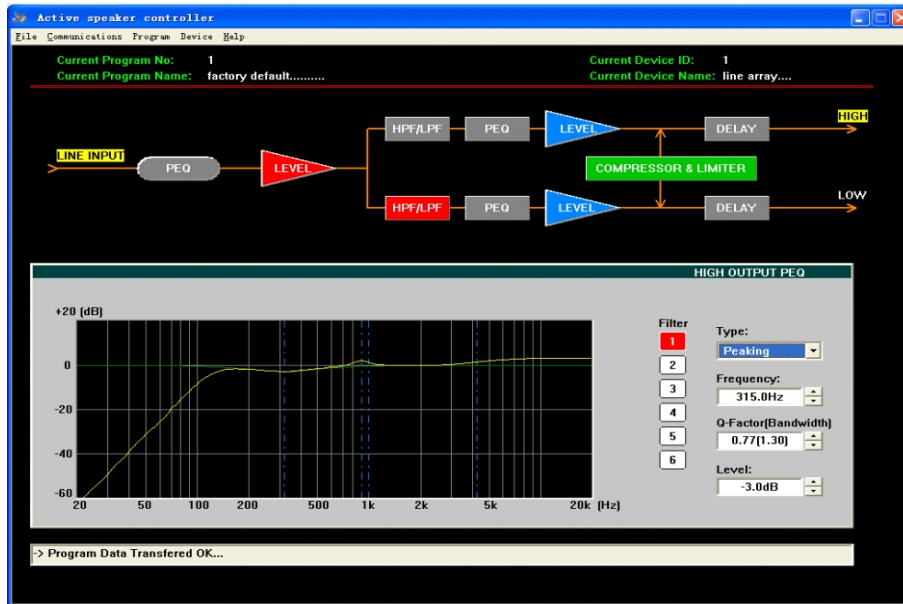 Active speaker controller
File Communications Program Device Help
Current Program No: 1 Current Device ID: 1
Current Program Name: factory default.......... Current Device Name: line array....
HIGH
HPF/LPF PEQ LEVEL DELAY
LINE INPUT
PEQ LEVEL COMPRESSOR & LIMITER
LOW
HPF/LPF PEQ LEVEL DELAY
HIGH OUTPUT PEQ
+20 (dB)
0
-20
-40
-60
20 50 100 200 500 1k 2k 5k 20k (Hz)
Filter
1
2
3
4
5
6
Type:
Peaking
Frequency:
315.0Hz
Q-Factor(Bandwidth)
0.77(1.30)
Level:
-3.0dB
-> Program Data Transfered OK...